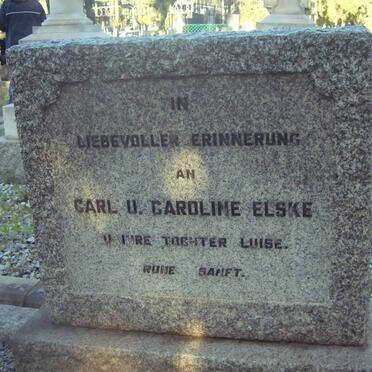 IN
LIEBEVOLLER ERINNERUNG
AN
CARL U. CAROLINE ELSKE
U. IHRE TOCHTER LUISE.
RUHE SANFT.